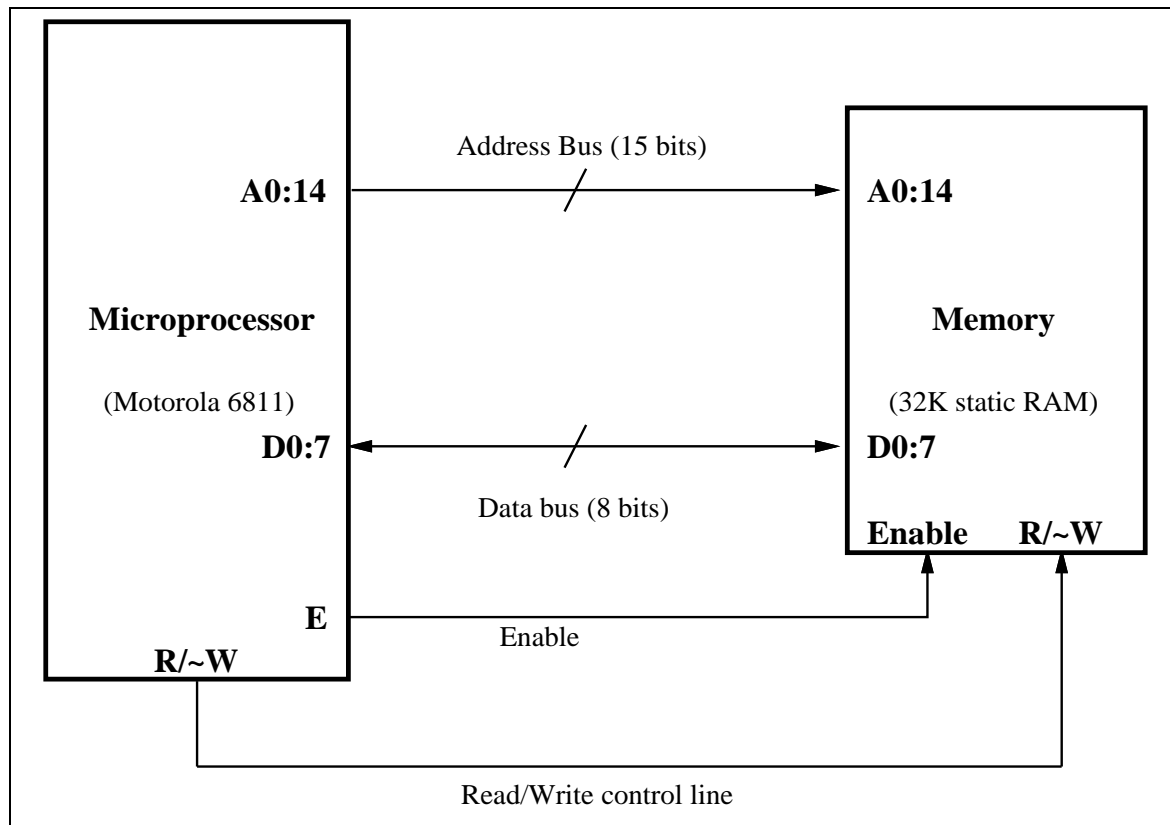 Address Bus (15 bits)
A0:14
A0:14
Microprocessor
Memory
(Motorola 6811)
(32K static RAM)
D0:7
D0:7
Data bus (8 bits)
Enable
R/~W
E
Enable
R/~W
Read/Write control line